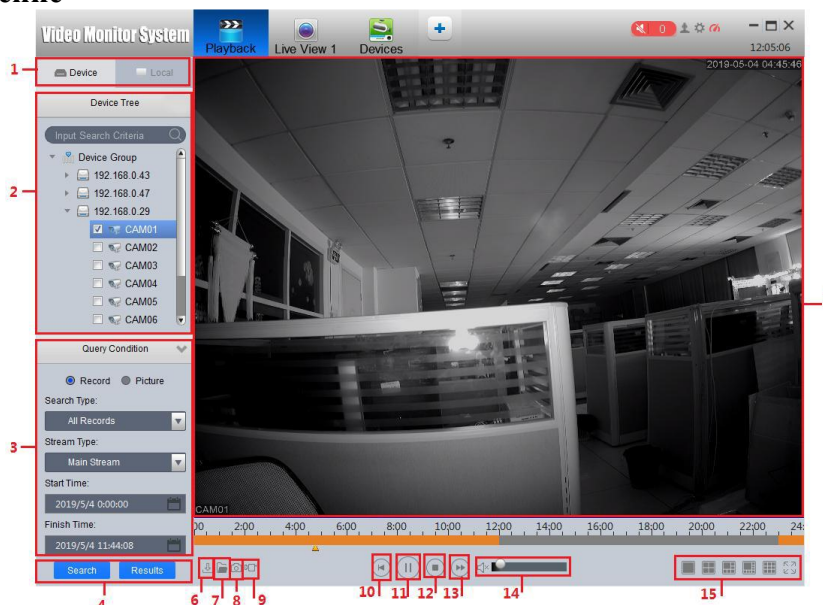 Video Monitor System
Playback
Live View 1
Devices
0
12:05:06
1
Device
Local
2019-05-04 04:45:46
Device Tree
Input Search Criteria
Device Group
192.168.0.43
192.168.0.47
2
192.168.0.29
CAM01
CAM02
CAM03
CAM04
CAM05
CAM06
Query Condition
Record
Picture
Search Type:
All Records
3
Stream Type:
Main Stream
Start Time:
2019/5/4 0:00:00
CAM01
Finish Time:
2:00 4:00 6:00 8:00 10:00 12:00 14:00 16:00 18:00 20:00 22:00
2019/5/4 11:44:08
Search
Results
4 6 7 8 9 10 11 12 13 14 15